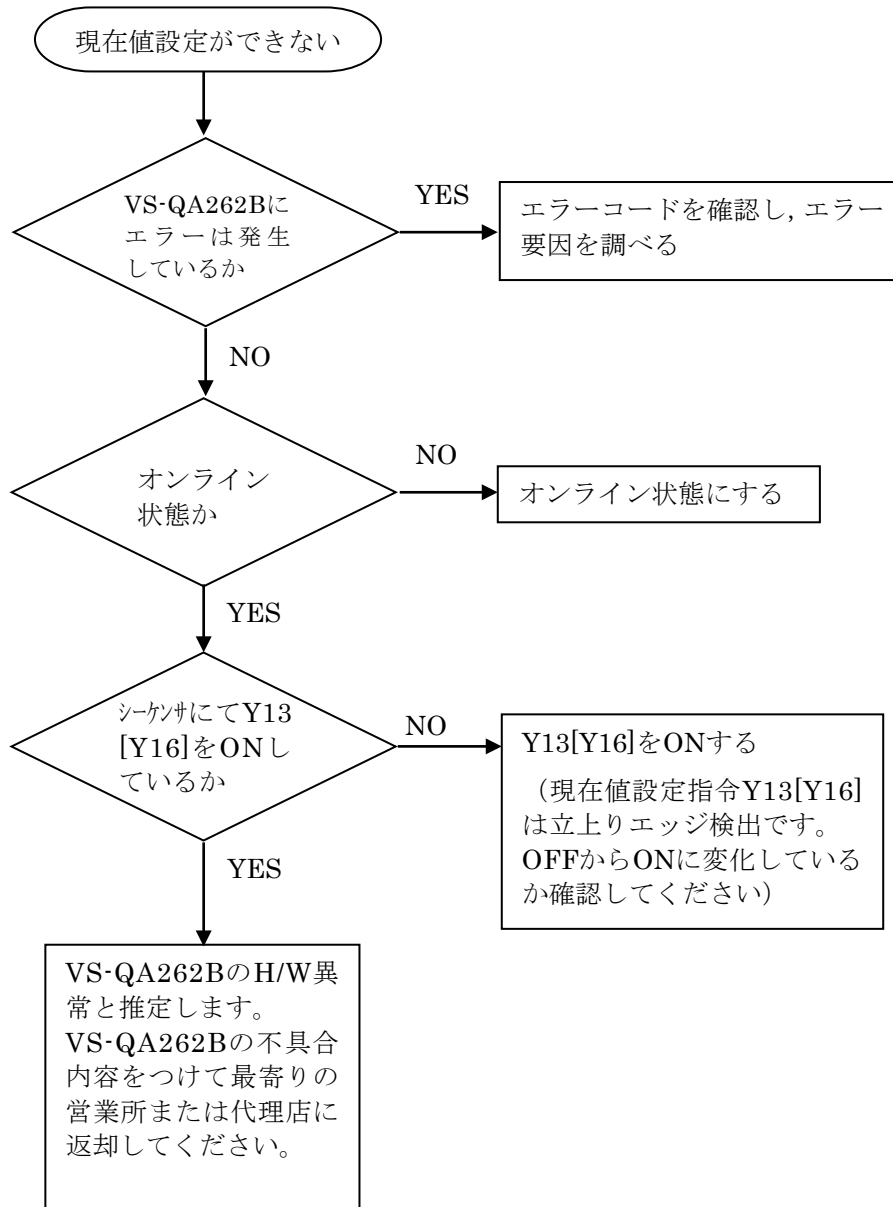 現在値設定ができない
VS-QA262Bに
エラーは発生
しているか
YES
エラーコードを確認し，エラー
要因を調べる
NO
オンライン
状態か
NO
オンライン状態にする
YES
ｼｰｹﾝｻにてY13
[Y16]をONし
ているか
NO
Y13[Y16]をONする
（現在値設定指令Y13[Y16]
は立上りエッジ検出です。
OFFからONに変化している
か確認してください）
YES
VS-QA262BのH/W異
常と推定します。
VS-QA262Bの不具合
内容をつけて最寄りの
営業所または代理店に
返却してください。